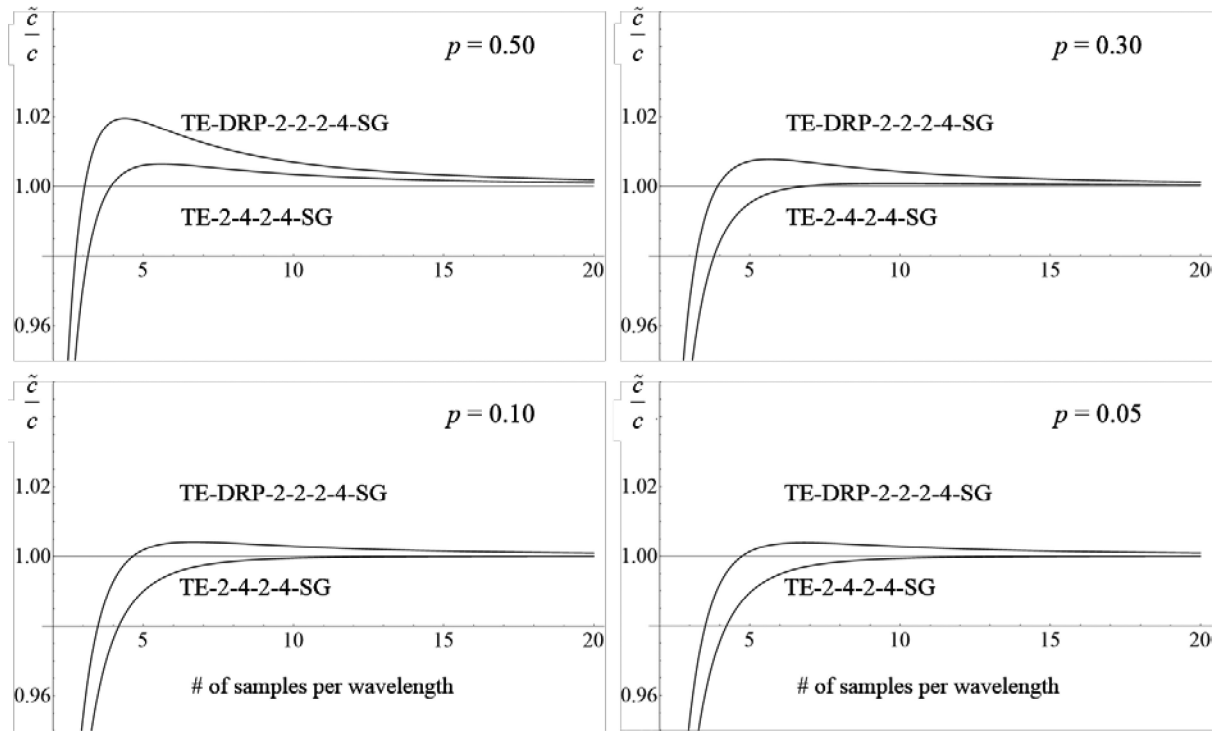 c̃
c
p = 0.50
1.02
TE-DRP-2-2-2-4-SG
1.00
TE-2-4-2-4-SG
5
10
15
20
0.96
c̃
c
p = 0.30
1.02
TE-DRP-2-2-2-4-SG
1.00
TE-2-4-2-4-SG
5
10
15
20
0.96
c̃
c
p = 0.10
1.02
TE-DRP-2-2-2-4-SG
1.00
TE-2-4-2-4-SG
5
10
15
20
0.96
# of samples per wavelength
c̃
c
p = 0.05
1.02
TE-DRP-2-2-2-4-SG
1.00
TE-2-4-2-4-SG
5
10
15
20
0.96
# of samples per wavelength